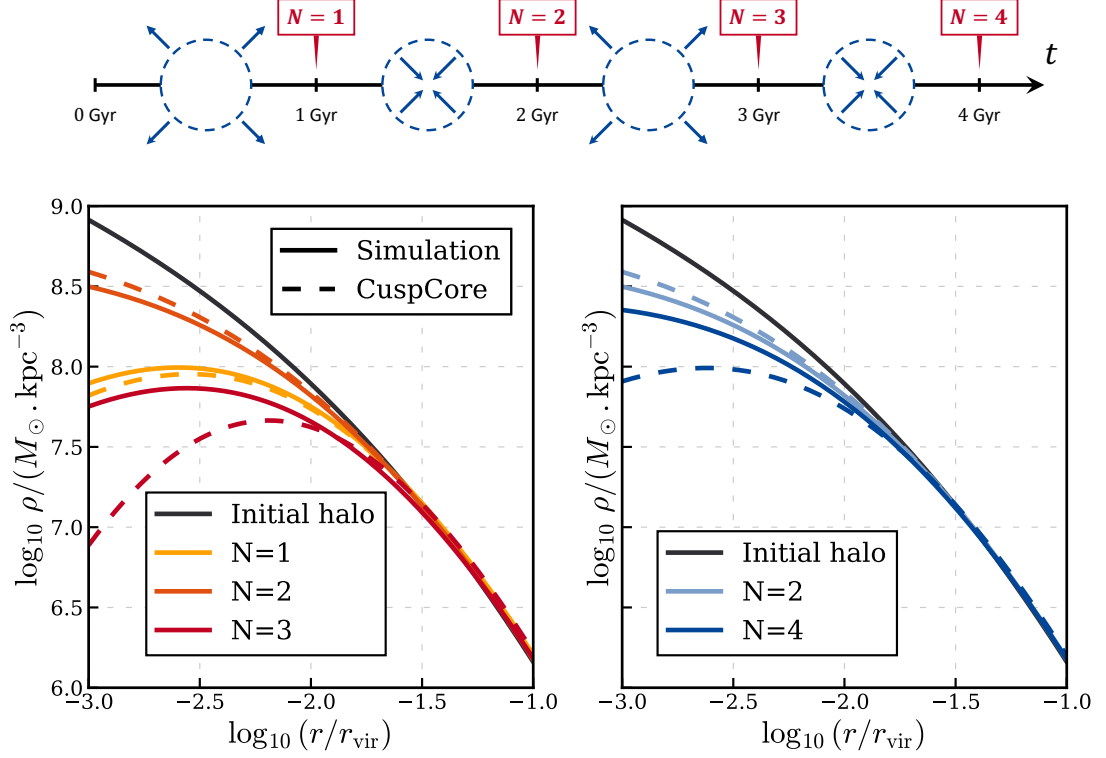 N = 1 N = 2 N = 3 N = 4
t
0 Gyr 1 Gyr 2 Gyr 3 Gyr 4 Gyr
9.0
8.5
8.0
7.5
7.0
6.5
6.0
log₁₀ ρ/(M⊙. kpc⁻³)
Simulation
CuspCore
Initial halo
N=1
N=2
N=3
−3.0 −2.5 −2.0 −1.5 −1.0
log₁₀ (r/rᵥᵢᵣ)
log₁₀ ρ/(M⊙. kpc⁻³)
Initial halo
N=2
N=4
−3.0 −2.5 −2.0 −1.5 −1.0
log₁₀ (r/rᵥᵢᵣ)